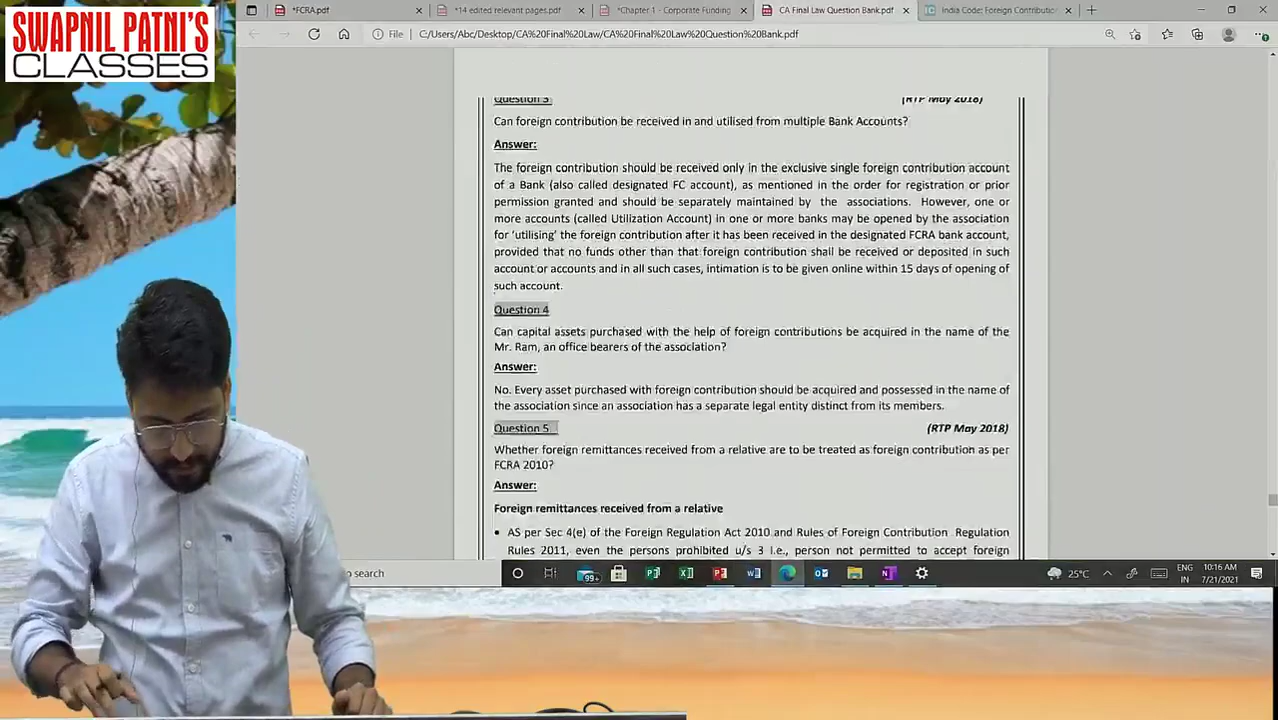 SWAPNIL PATNI'S
CLASSES
*FCRA.pdf
*14 edited relevant pages.pdf
*Chapter 1 - Corporate Funding
CA Final Law Question Bank.pdf
India Code: Foreign Contributio
File
C:/Users/Abc/Desktop/CA%20Final%20Law/CA%20Final%20Law%20Question%20Bank.pdf
Question 3 (RTP May 2018)
Can foreign contribution be received in and utilised from multiple Bank Accounts?
Answer:
The foreign contribution should be received only in the exclusive single foreign contribution account
of a Bank (also called designated FC account), as mentioned in the order for registration or prior
permission granted and should be separately maintained by the associations. However, one or
more accounts (called Utilization Account) in one or more banks may be opened by the association
for 'utilising' the foreign contribution after it has been received in the designated FCRA bank account,
provided that no funds other than that foreign contribution shall be received or deposited in such
account or accounts and in all such cases, intimation is to be given online within 15 days of opening of
such account.
Question 4
Can capital assets purchased with the help of foreign contributions be acquired in the name of the
Mr. Ram, an office bearers of the association?
Answer:
No. Every asset purchased with foreign contribution should be acquired and possessed in the name of
the association since an association has a separate legal entity distinct from its members.
Question 5 (RTP May 2018)
Whether foreign remittances received from a relative are to be treated as foreign contribution as per
FCRA 2010?
Answer:
Foreign remittances received from a relative
• AS per Sec 4(e) of the Foreign Regulation Act 2010 and Rules of Foreign Contribution Regulation
Rules 2011, even the persons prohibited u/s 3 i.e., person not permitted to accept foreign
o search
99+
25°C
ENG
IN
10:16 AM
7/21/2021